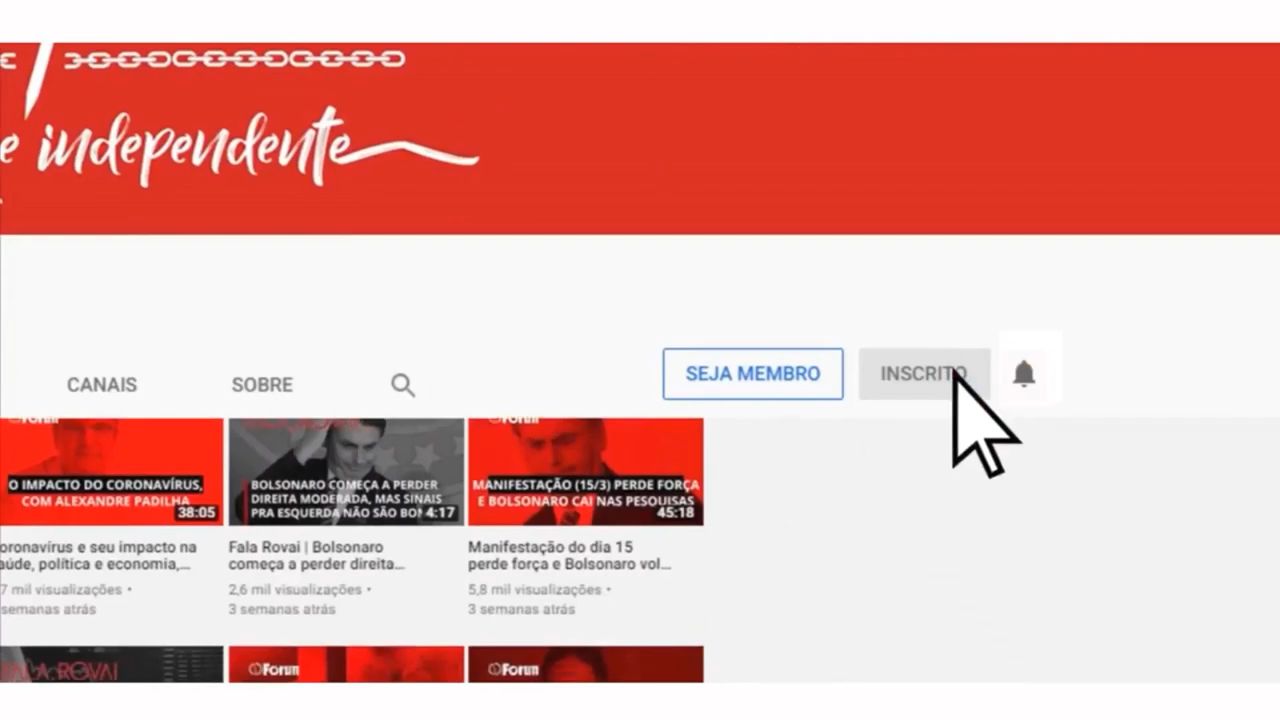 e independente
CANAIS
SOBRE
SEJA MEMBRO
INSCRITO
Forum
O IMPACTO DO CORONAVÍRUS,
COM ALEXANDRE PADILHA
38:05
BOLSONARO COMEÇA A PERDER
DIREITA MODERADA, MAS SINAIS
PRA ESQUERDA NÃO SÃO
4:17
MANIFESTAÇÃO (15/3) PERDE FORÇA
E BOLSONARO CAI NAS PESQUISAS
45:18
oronavírus e seu impacto na
aúde, política e economia,...
7 mil visualizações •
semanas atrás
Fala Rovai | Bolsonaro
começa a perder direita...
2,6 mil visualizações •
3 semanas atrás
Manifestação do dia 15
perde força e Bolsonaro vol...
5,8 mil visualizações •
3 semanas atrás
ALA ROVAI
Forum
Forum